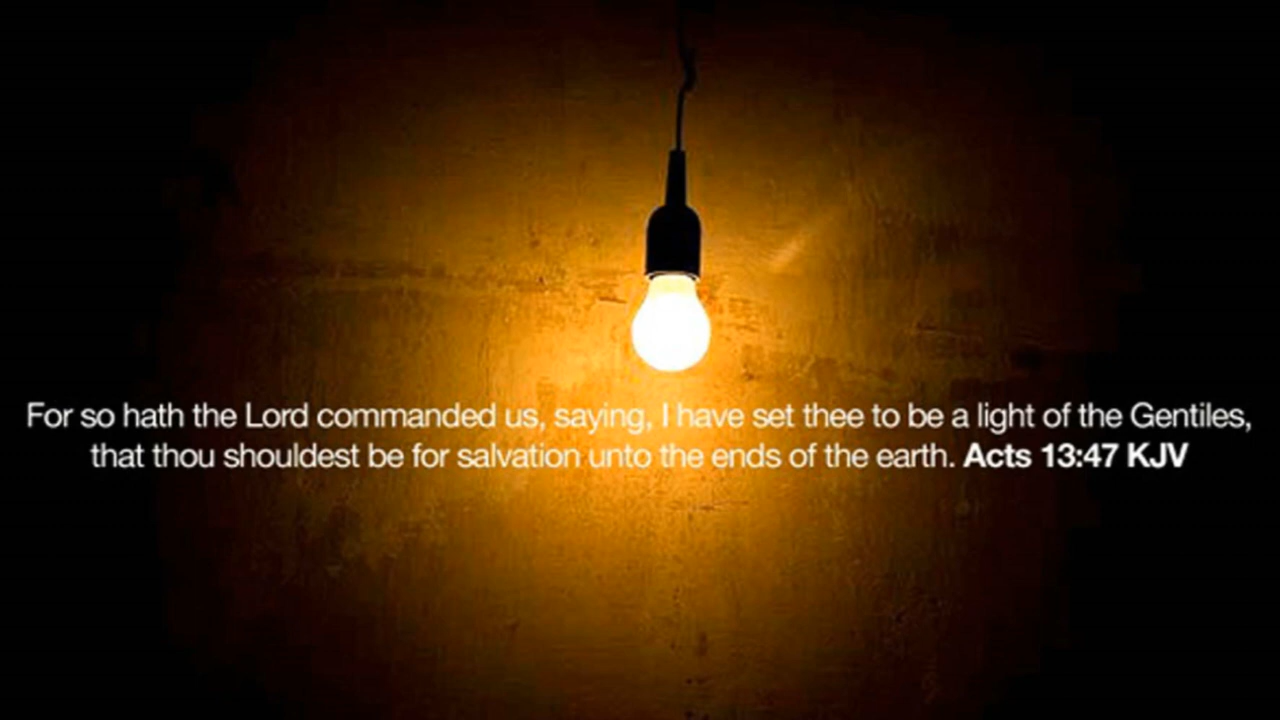 For so hath the Lord commanded us, saying, I have set thee to be a light of the Gentiles,
that thou shouldest be for salvation unto the ends of the earth. Acts 13:47 KJV